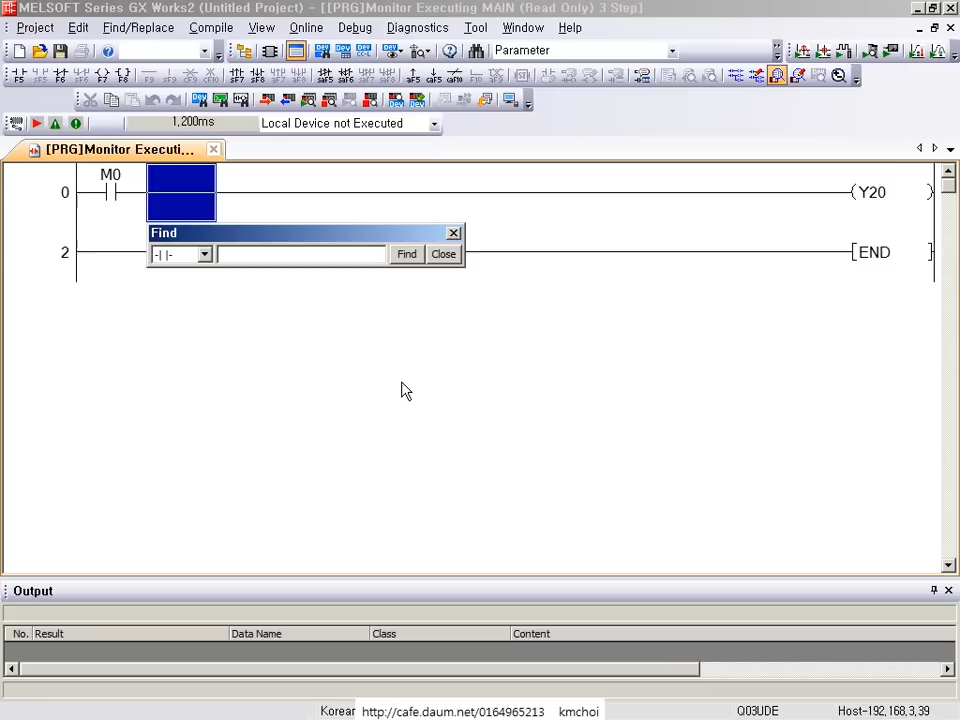 MELSOFT Series GX Works2 (Untitled Project) - [[PRG]Monitor Executing MAIN (Read Only) 3 Step]
Project Edit Find/Replace Compile View Online Debug Diagnostics Tool Window Help
Parameter
1,200ms Local Device not Executed
[PRG]Monitor Executi...
M0
0 Y20
Find
Find Close
2 END
Output
No. Result Data Name Class Content
Korean http://cafe.daum.net/0164965213 kmchoi Q03UDE Host-192,168,3,39